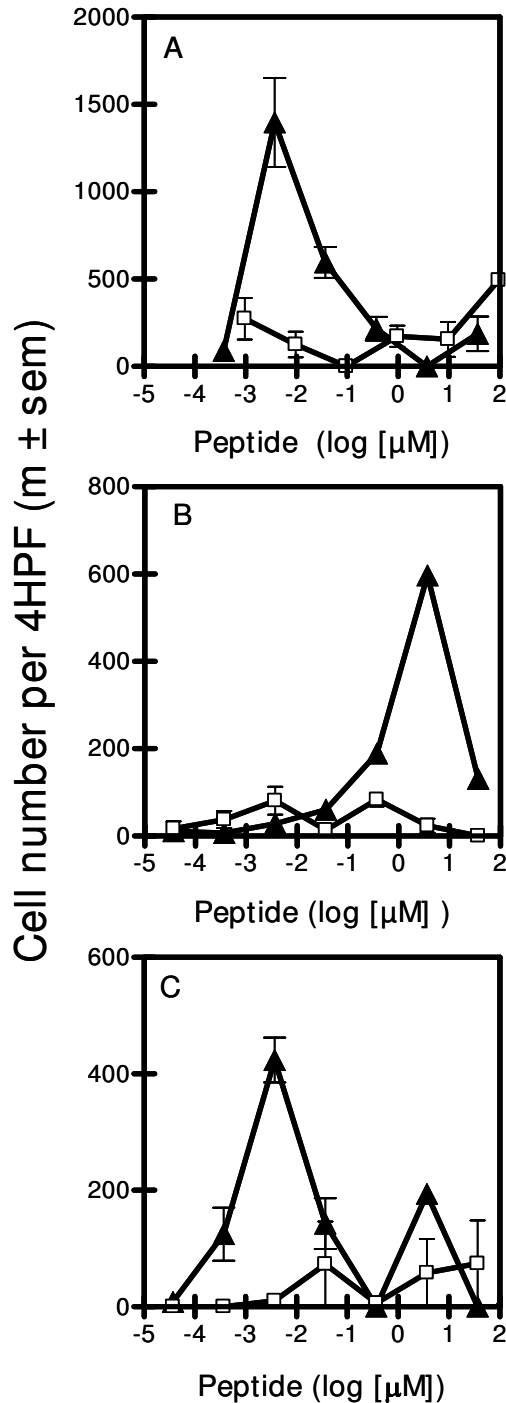 Cell number per 4HPF (m ± sem)
A
2000
1500
1000
500
0
-5 -4 -3 -2 -1 0 1 2
Peptide (log [µM])
B
800
600
400
200
0
-5 -4 -3 -2 -1 0 1 2
Peptide (log [µM] )
C
600
400
200
0
-5 -4 -3 -2 -1 0 1 2
Peptide (log [µM])